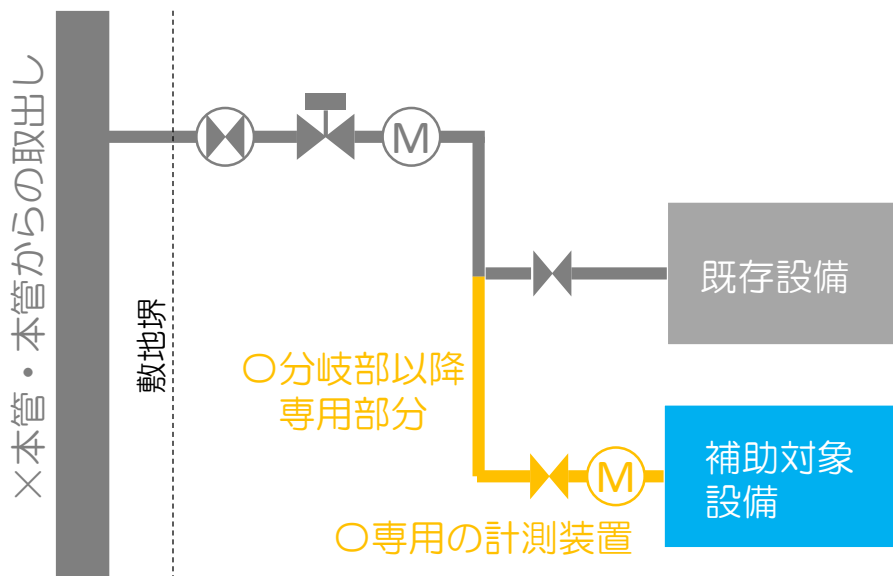 ×本管・本管からの取出し
敷地堺
M
既存設備
〇分岐部以降
専用部分
補助対象
設備
M
〇専用の計測装置